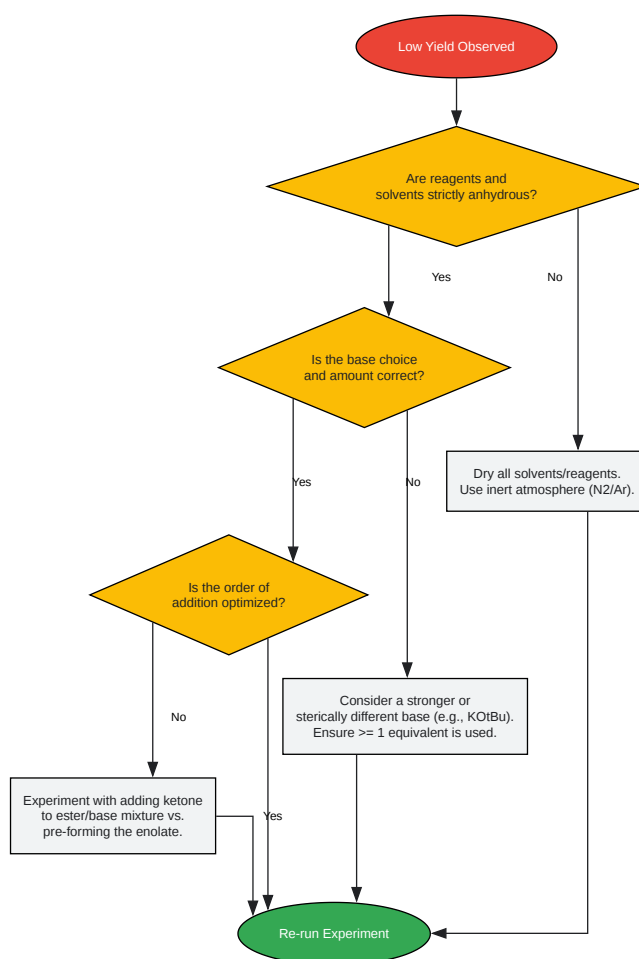 Low Yield Observed
Are reagents and
solvents strictly anhydrous?
Yes
No
Is the base choice
and amount correct?
Dry all solvents/reagents.
Use inert atmosphere (N2/Ar).
Yes
No
Is the order of
addition optimized?
Consider a stronger or
sterically different base (e.g., KOtBu).
Ensure >= 1 equivalent is used.
No
Experiment with adding ketone
to ester/base mixture vs.
pre-forming the enolate.
Yes
Re-run Experiment